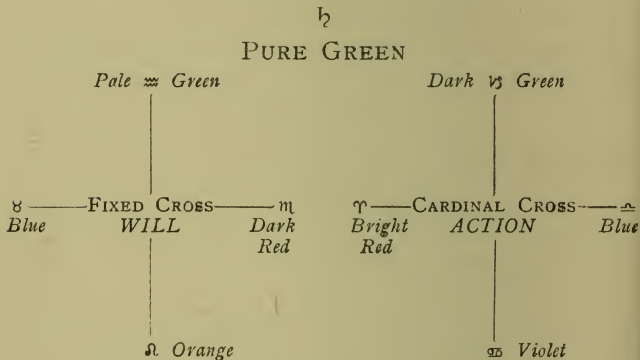 ♄
PURE GREEN
Pale ♒ Green Dark ♑ Green
♉ FIXED CROSS ♏ ♈ CARDINAL CROSS ♎
Blue WILL Dark Bright ACTION Blue
Red Red
♌ Orange ♋ Violet